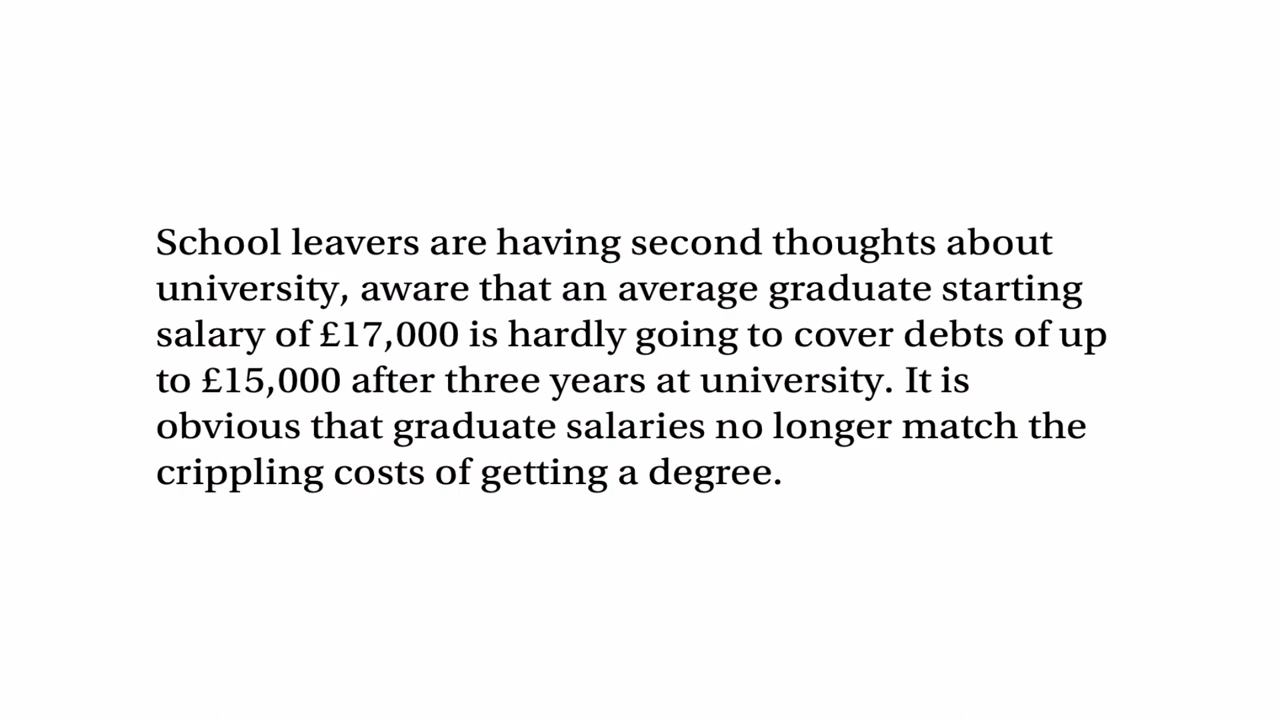 School leavers are having second thoughts about
university, aware that an average graduate starting
salary of £17,000 is hardly going to cover debts of up
to £15,000 after three years at university. It is
obvious that graduate salaries no longer match the
crippling costs of getting a degree.